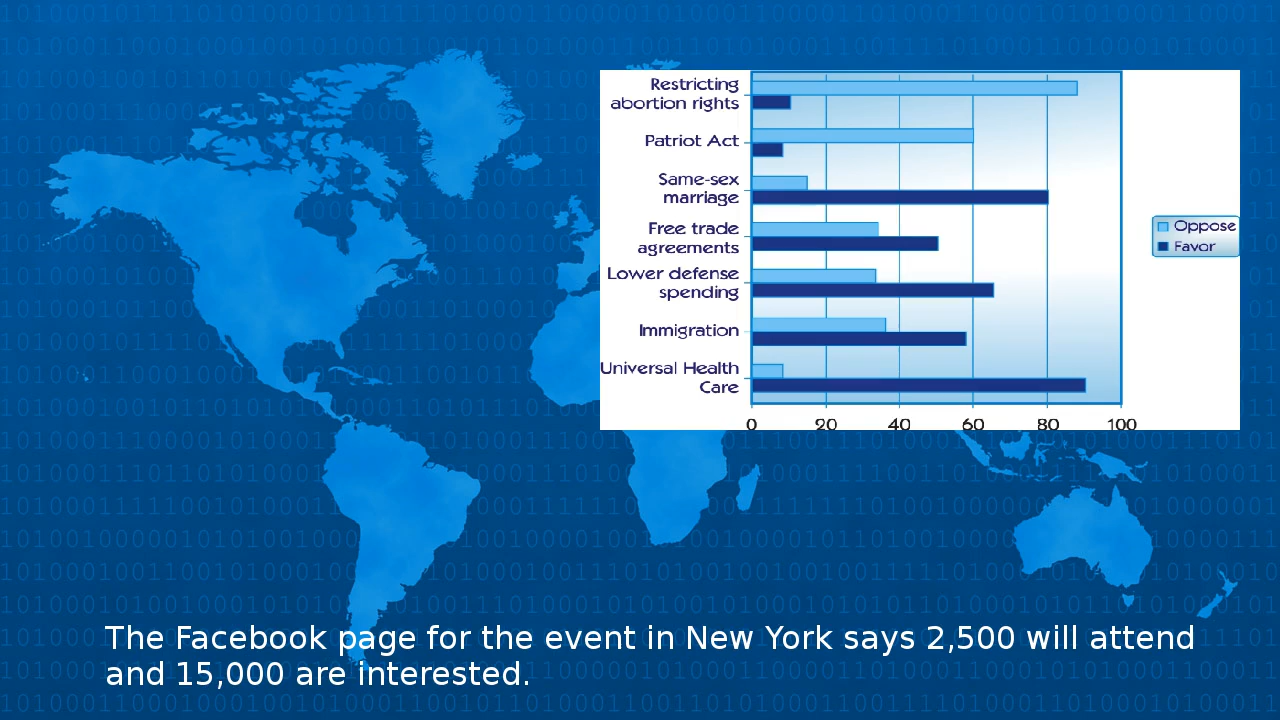 Restricting
abortion rights
Patriot Act
Same-sex
marriage
Free trade
agreements
Lower defense
spending
Immigration
Universal Health
Care
0 20 40 60 80 100
Oppose
Favor
The Facebook page for the event in New York says 2,500 will attend
and 15,000 are interested.